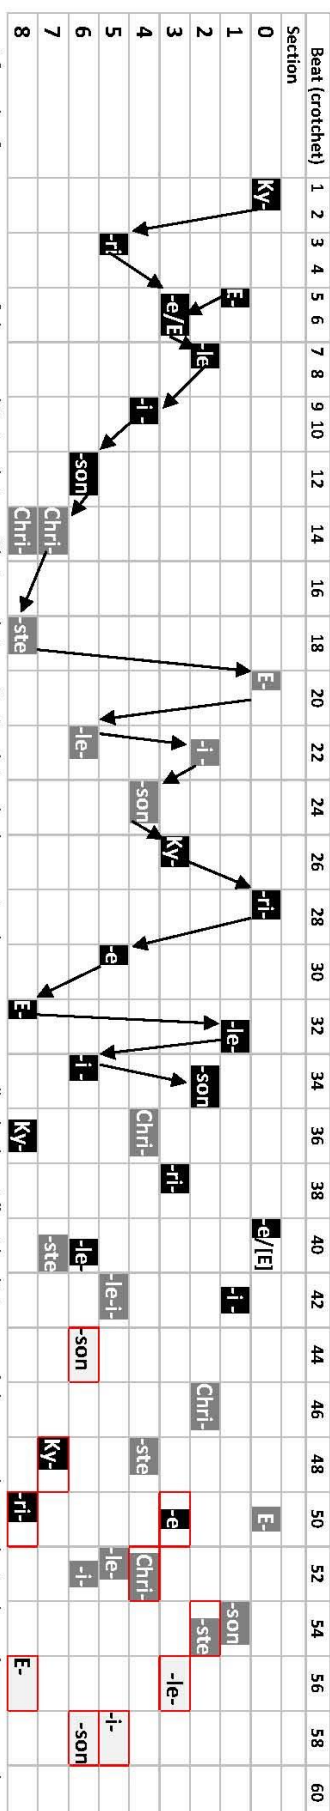 Beat (crotchet) 1 2 3 4 5 6 7 8 9 10 12 14 16 18 20 22 24 26 28 30 32 34 36 38 40 42 44 46 48 50 52 54 56 58 60
Section
0 Ky- E- -ri- -e/[E] E-
1 E- -le- -i - -son
2 -le -i - -son Chri- -ste
3 -e/E Ky- -ri- -e -le-
4 -i - -son Chri- -ste Chri-
5 -ri -e -le-i- -le- -i-
6 -son -le- -i - -le- -son -i- -son
7 Chri- -ste Ky-
8 Chri- -ste E- Ky- -ri- E-